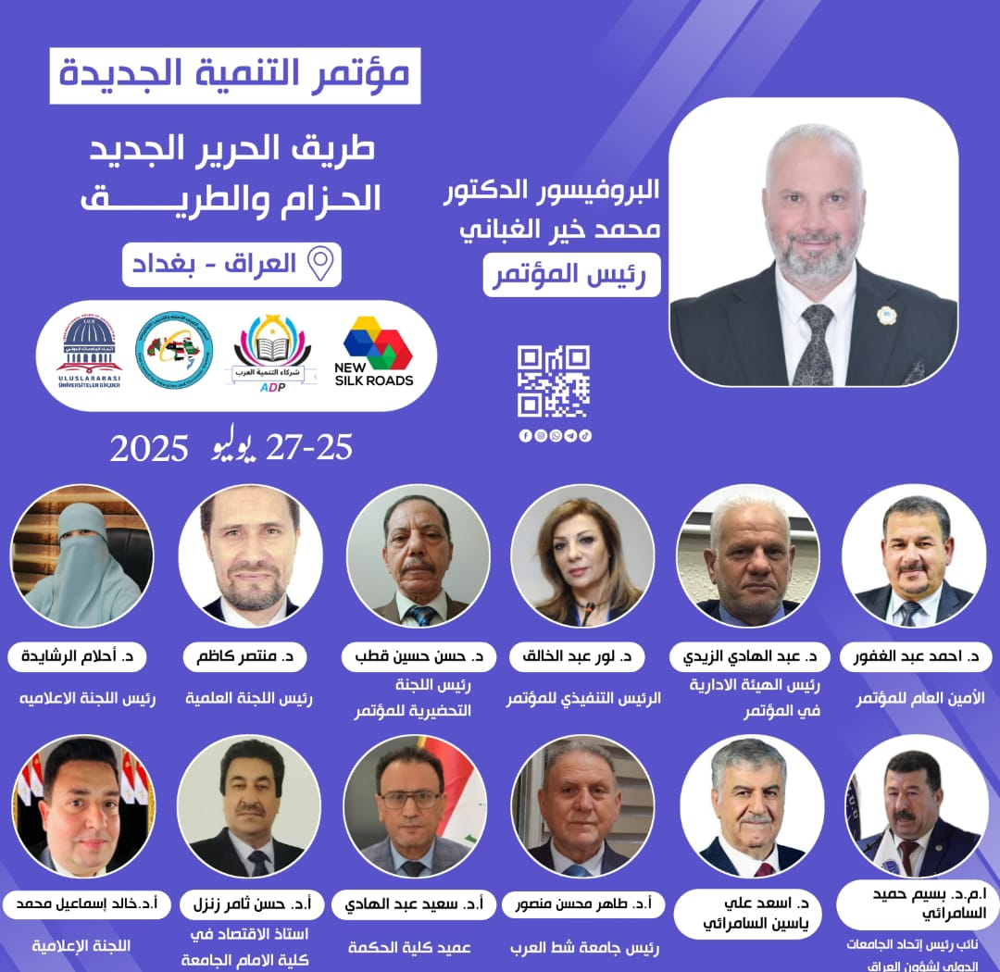 مؤتمر التنمية الجديدة
طريق الحرير الجديد
الحزام والطريـــــــق
العراق - بغداد
البروفيسور الدكتور
محمد خير الغباني
رئيس المؤتمر
اتحاد الجامعات الدولي
ULUSLARARASI
ÜNİVERSİTELER BİRLİĞİ
شركاء التنمية العرب
ADP
NEW
SILK ROADS
25-27 يوليو 2025
د. احمد عبد الغفور
الأمين العام للمؤتمر
د. عبد الهادي الزيدي
رئيس الهيئة الادارية
في المؤتمر
د. لور عبد الخالق
الرئيس التنفيذي للمؤتمر
د. حسن حسين قطب
رئيس اللجنة
التحضيرية للمؤتمر
د. منتصر كاظم
رئيس اللجنة العلمية
د. أحلام الرشايدة
رئيس اللجنة الاعلاميه
ا.م.د. بسيم حميد
السامرائي
نائب رئيس إتحاد الجامعات
الدولي لشؤون العراق
د. اسعد علي
ياسين السامرائي
أ.د. طاهر محسن منصور
رئيس جامعة شط العرب
أ.د. سعيد عبد الهادي
عميد كلية الحكمة
أ.د. حسن ثامر زنزل
استاذ الاقتصاد في
كلية الامام الجامعة
أ.د.خالد إسماعيل محمد
اللجنة الإعلامية